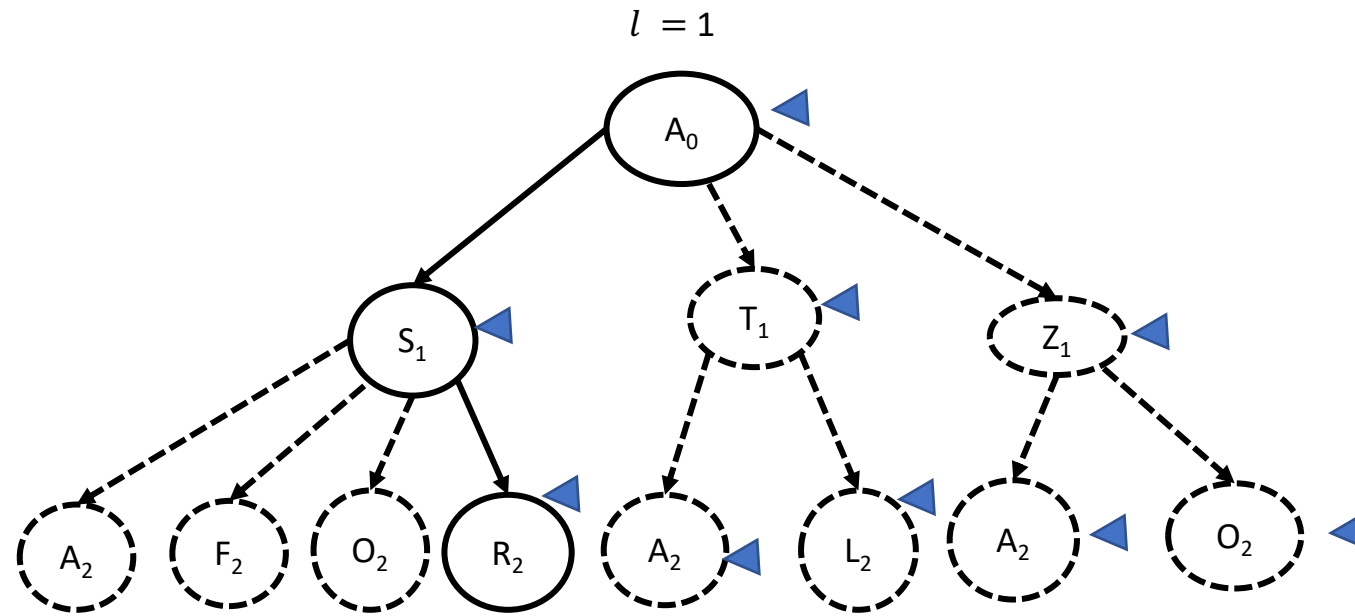 l = 1
A₀
S₁
T₁
Z₁
A₂
F₂
O₂
R₂
A₂
L₂
A₂
O₂